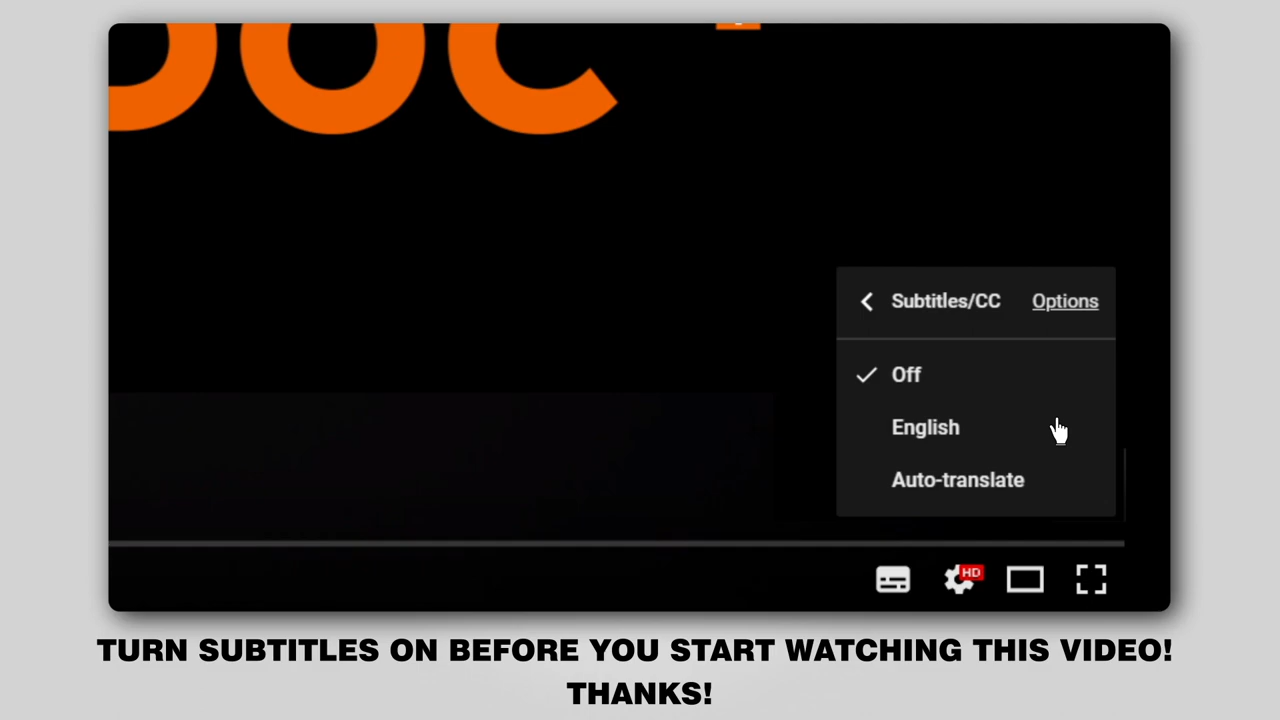 Subtitles/CC Options
Off
English
Auto-translate
HD
TURN SUBTITLES ON BEFORE YOU START WATCHING THIS VIDEO!
THANKS!